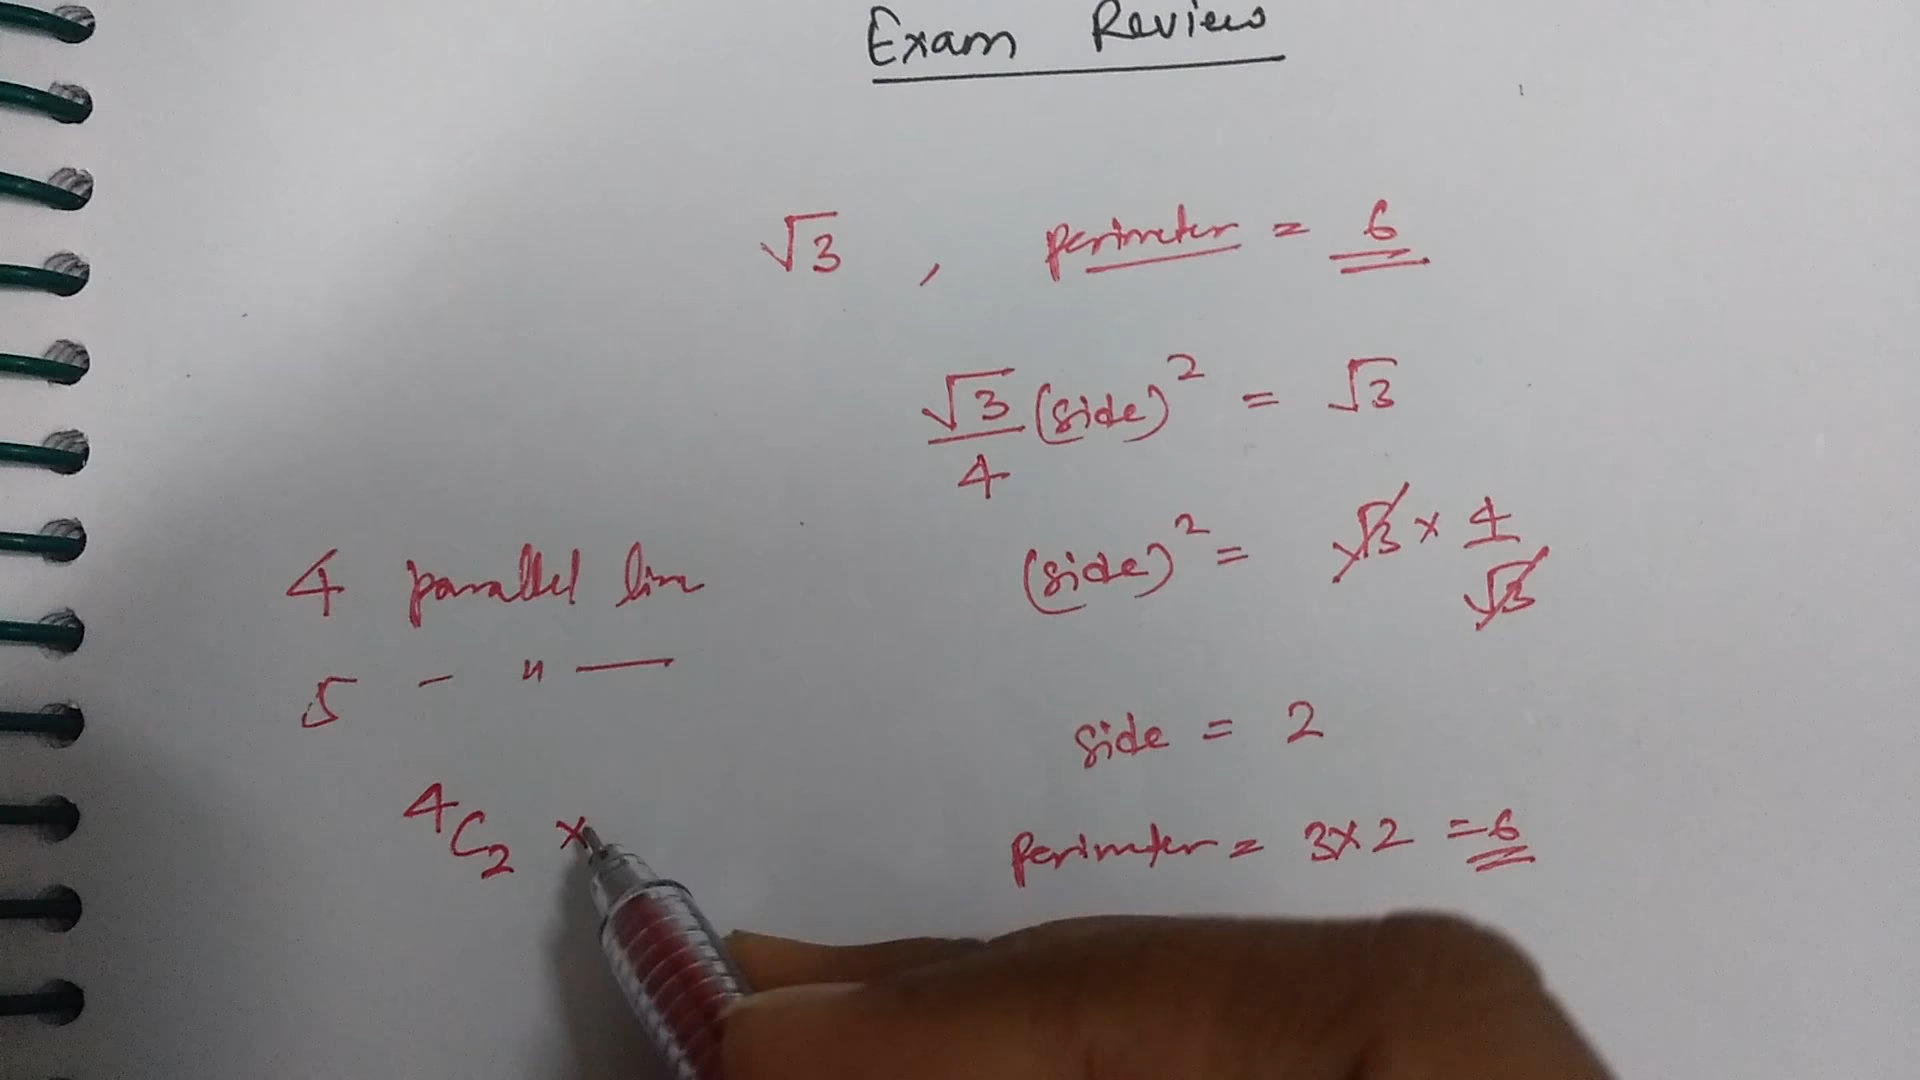 Exam Review
√3 , perimeter = 6
√3/4 (side)² = √3
(side)² = √3 × 4/√3
side = 2
perimeter = 3×2 = 6
4 parallel line
5 - " —
⁴C₂ ×